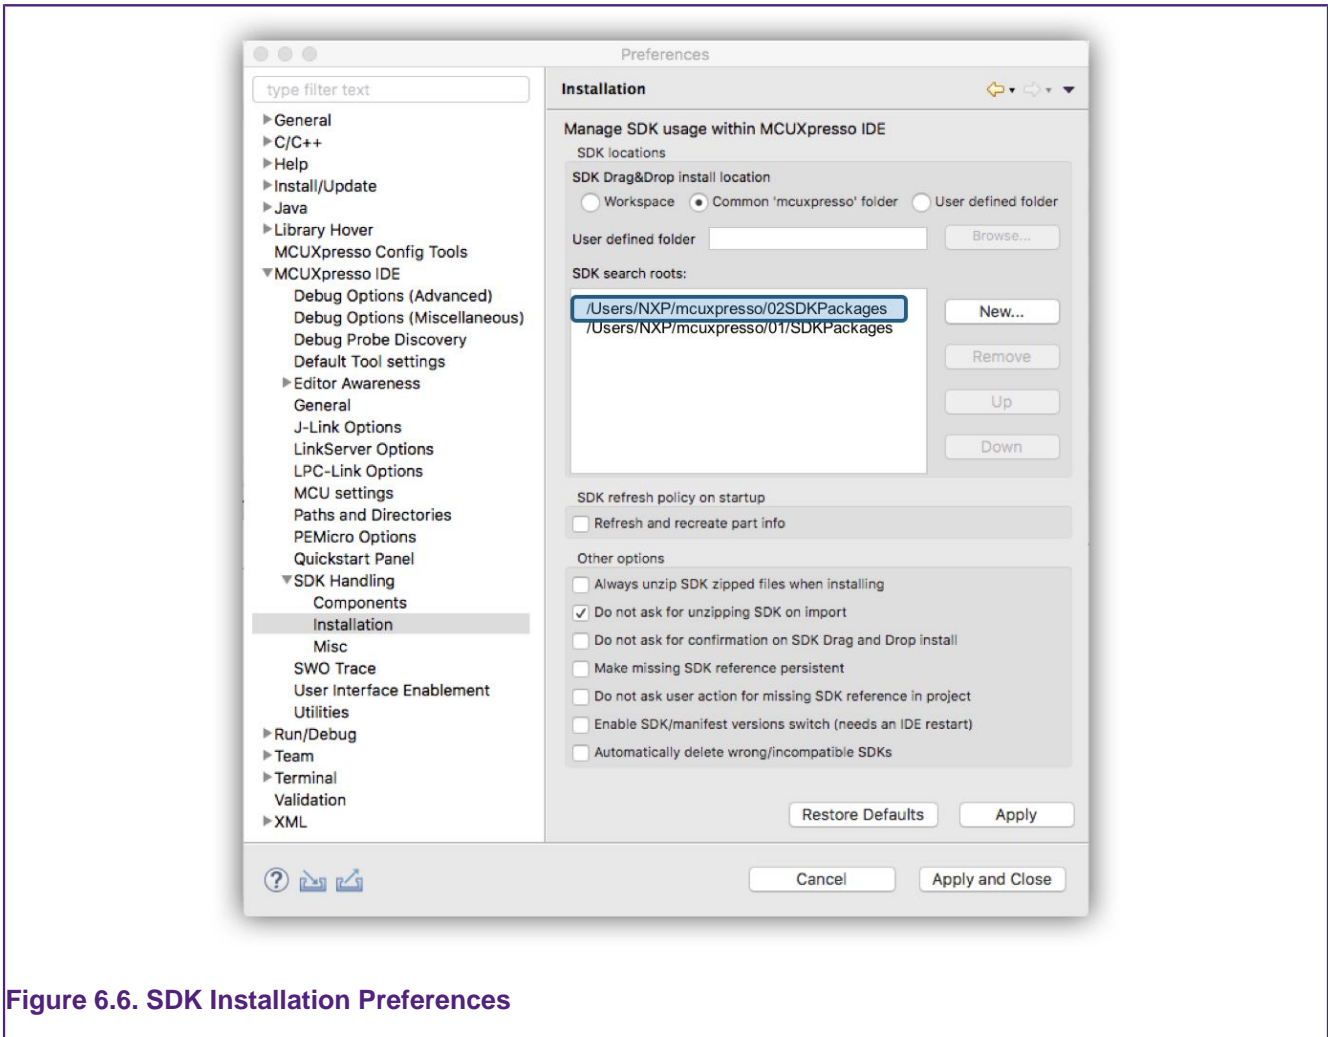 Preferences
type filter text
General
C/C++
Help
Install/Update
Java
Library Hover
MCUXpresso Config Tools
MCUXpresso IDE
Debug Options (Advanced)
Debug Options (Miscellaneous)
Debug Probe Discovery
Default Tool settings
Editor Awareness
General
J-Link Options
LinkServer Options
LPC-Link Options
MCU settings
Paths and Directories
PEMicro Options
Quickstart Panel
SDK Handling
Components
Installation
Misc
SWO Trace
User Interface Enablement
Utilities
Run/Debug
Team
Terminal
Validation
XML
Installation
Manage SDK usage within MCUXpresso IDE
SDK locations
SDK Drag&Drop install location
Workspace Common 'mcuxpresso' folder User defined folder
User defined folder Browse...
SDK search roots:
/Users/NXP/mcuxpresso/02SDKPackages
/Users/NXP/mcuxpresso/01/SDKPackages
New...
Remove
Up
Down
SDK refresh policy on startup
Refresh and recreate part info
Other options
Always unzip SDK zipped files when installing
Do not ask for unzipping SDK on import
Do not ask for confirmation on SDK Drag and Drop install
Make missing SDK reference persistent
Do not ask user action for missing SDK reference in project
Enable SDK/manifest versions switch (needs an IDE restart)
Automatically delete wrong/incompatible SDKs
Restore Defaults Apply
? Cancel Apply and Close
Figure 6.6. SDK Installation Preferences